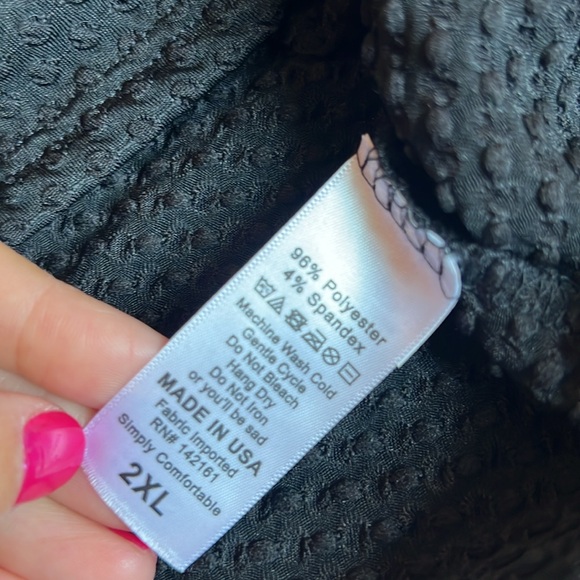 96% Polyester
4% Spandex
Machine Wash Cold
Gentle Cycle
Do Not Bleach
Hang Dry
Do Not Iron
or you'll be sad
MADE IN USA
Fabric Imported
RN# 142161
Simply Comfortable
2XL